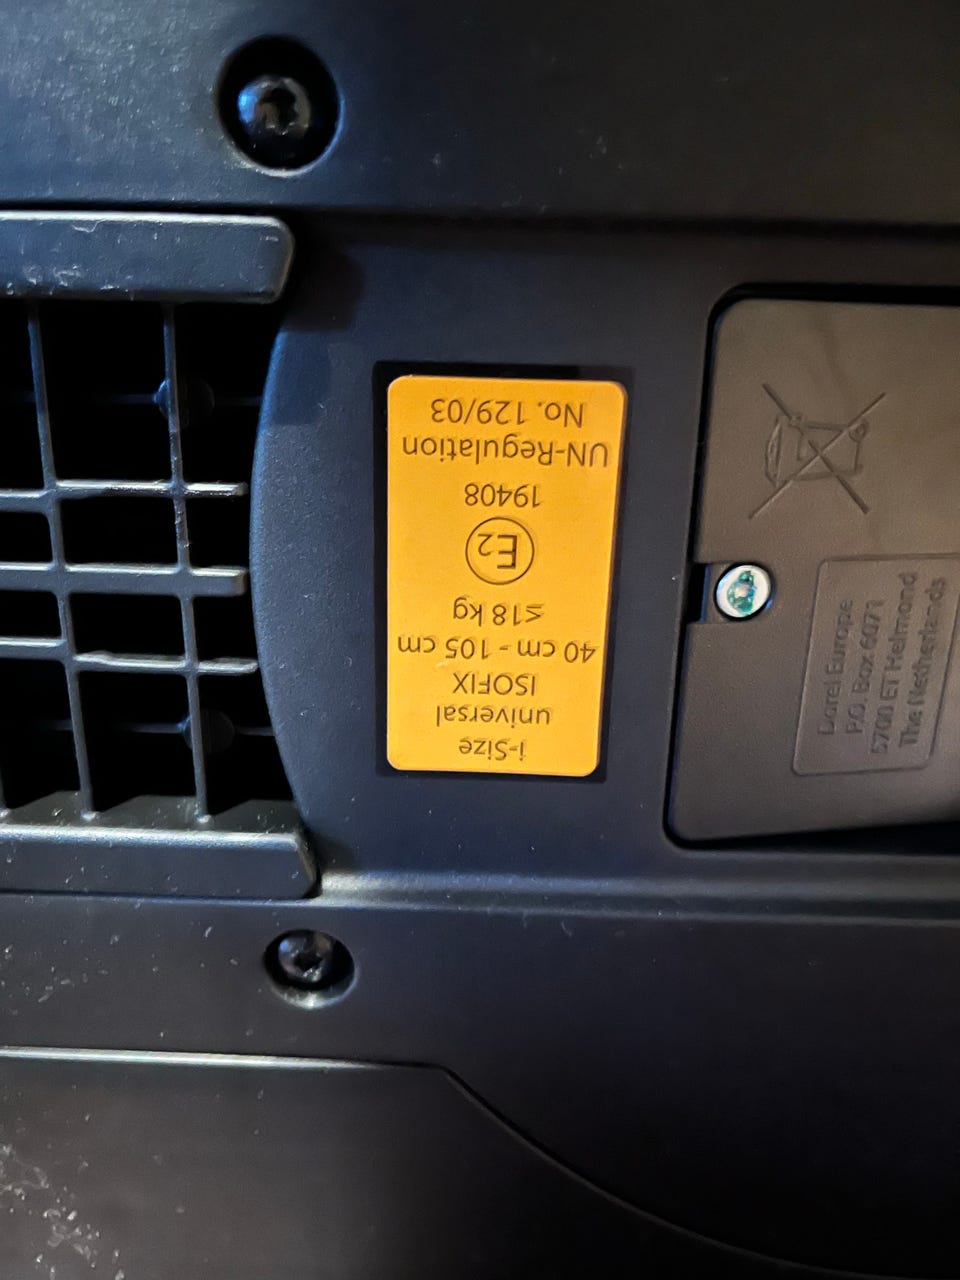 i-Size
universal
ISOFIX
40 cm - 105 cm
≤18 kg
E2
19408
UN-Regulation
No. 129/03
Dorel Europe
P.O. Box 6071
5700 ET Helmond
The Netherlands